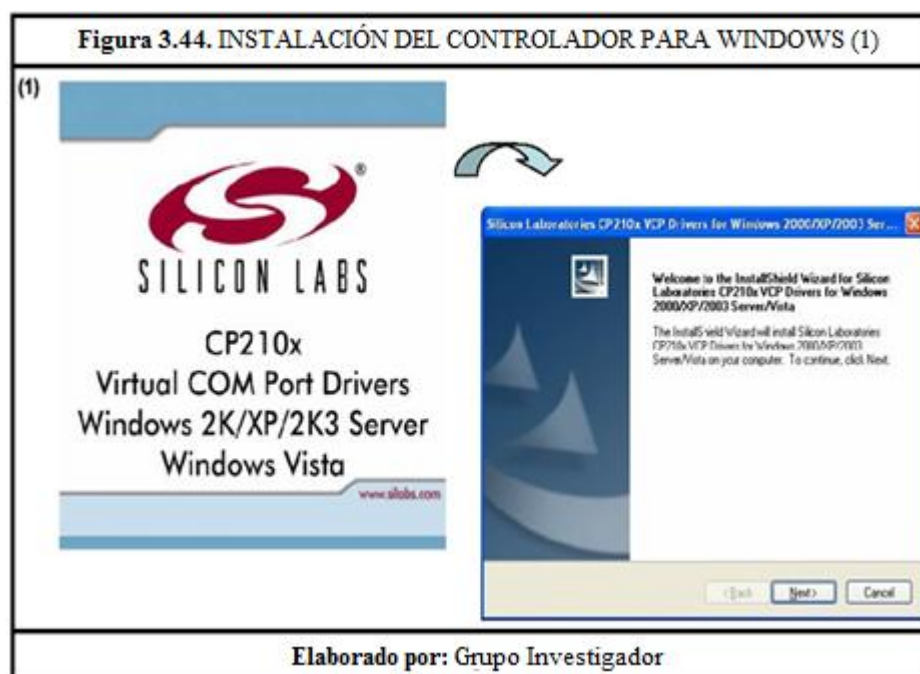 Figura 3.44. INSTALACIÓN DEL CONTROLADOR PARA WINDOWS (1)
(1)
®
SILICON LABS
CP210x
Virtual COM Port Drivers
Windows 2K/XP/2K3 Server
Windows Vista
www.silabs.com
Silicon Laboratories CP210x VCP Drivers for Windows 2000/XP/2003 Ser...
Welcome to the InstallShield Wizard for Silicon
Laboratories CP210x VCP Drivers for Windows
2000/XP/2003 Server/Vista
The InstallShield Wizard will install Silicon Laboratories
CP210x VCP Drivers for Windows 2000/XP/2003
Server/Vista on your computer. To continue, click Next.
< Back
Next >
Cancel
Elaborado por: Grupo Investigador